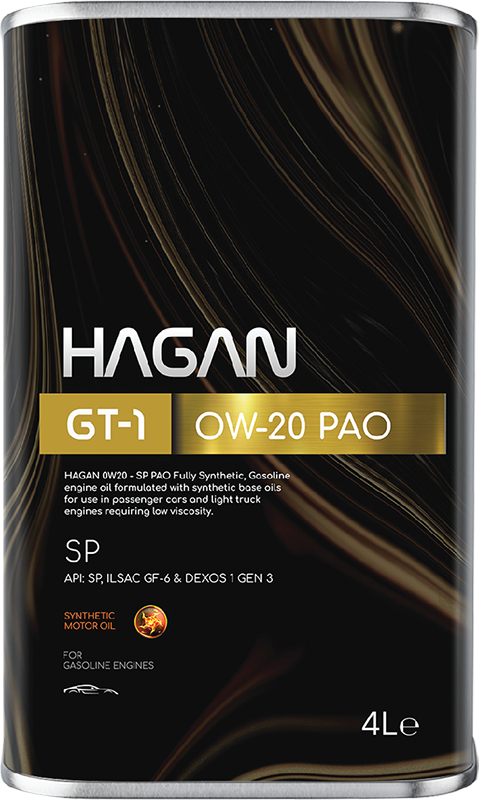 HAGAN
GT-1 0W-20 PAO
HAGAN 0W20 - SP PAO Fully Synthetic, Gasoline
engine oil formulated with synthetic base oils
for use in passenger cars and light truck
engines requiring low viscosity.
SP
API: SP, ILSAC GF-6 & DEXOS 1 GEN 3
SYNTHETIC
MOTOR OIL
FOR
GASOLINE ENGINES
4L℮